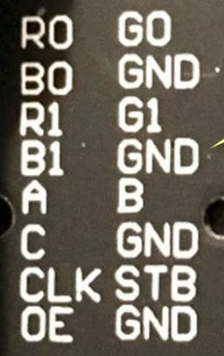 R0 G0
B0 GND
R1 G1
B1 GND
A B
C GND
CLK STB
OE GND